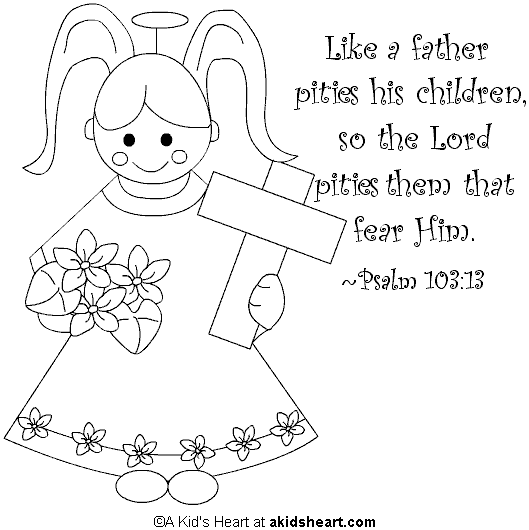 Like a father
pities his children,
so the Lord
pities them that
fear Him.
~Psalm 103:13
©A Kid's Heart at akidsheart.com